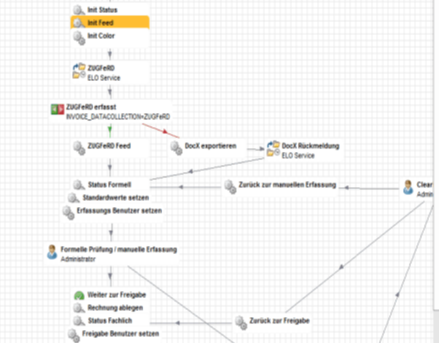 Init Status
Init Feed
Init Color
ZUGFeRD
ELO Service
ZUGFeRD erfasst
INVOICE_DATACOLLECTION=ZUGFeRD
ZUGFeRD Feed
DocX exportieren
DocX Rückmeldung
ELO Service
Status Formell
Standardwerte setzen
Erfassungs Benutzer setzen
Zurück zur manuellen Erfassung
Clear
Admin
Formelle Prüfung / manuelle Erfassung
Administrator
Weiter zur Freigabe
Rechnung ablegen
Status Fachlich
Freigabe Benutzer setzen
Zurück zur Freigabe